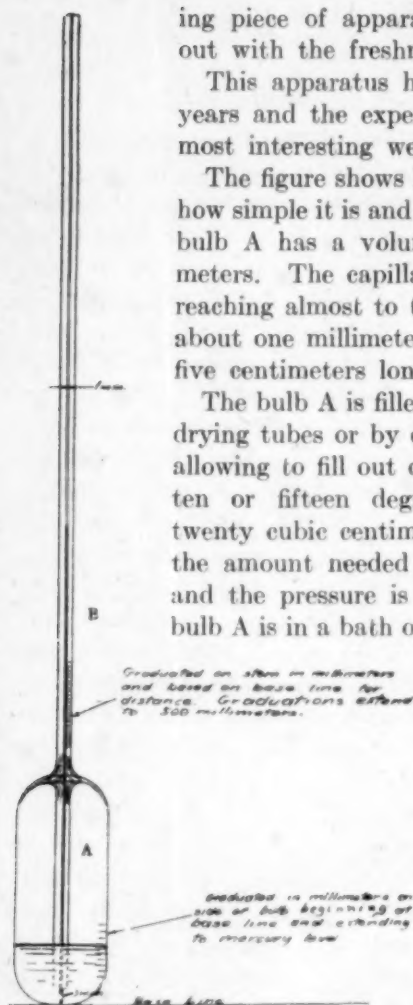 ing piece of appara
out with the freshn
This apparatus h
years and the expe
most interesting we
The figure shows
how simple it is and
bulb A has a volu
meters. The capilla
reaching almost to t
about one millimete
five centimeters lon
The bulb A is fille
drying tubes or by e
allowing to fill out o
ten or fifteen deg
twenty cubic centim
the amount needed
and the pressure is
bulb A is in a bath o
1 mm
B
Graduated on stem in millimeters
and based on base line for
distance. Graduations extend
to 500 millimeters.
A
Graduated in millimeters on
side of bulb beginning at
base line and extending
to mercury level
Base Line